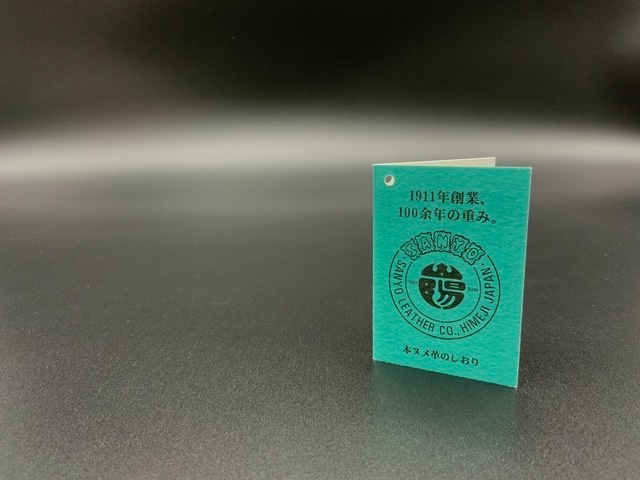 1911年創業、
100余年の重み。
SANYO
陽
・SANYO LEATHER CO., HIMEJI JAPAN・
本ヌメ革のしおり